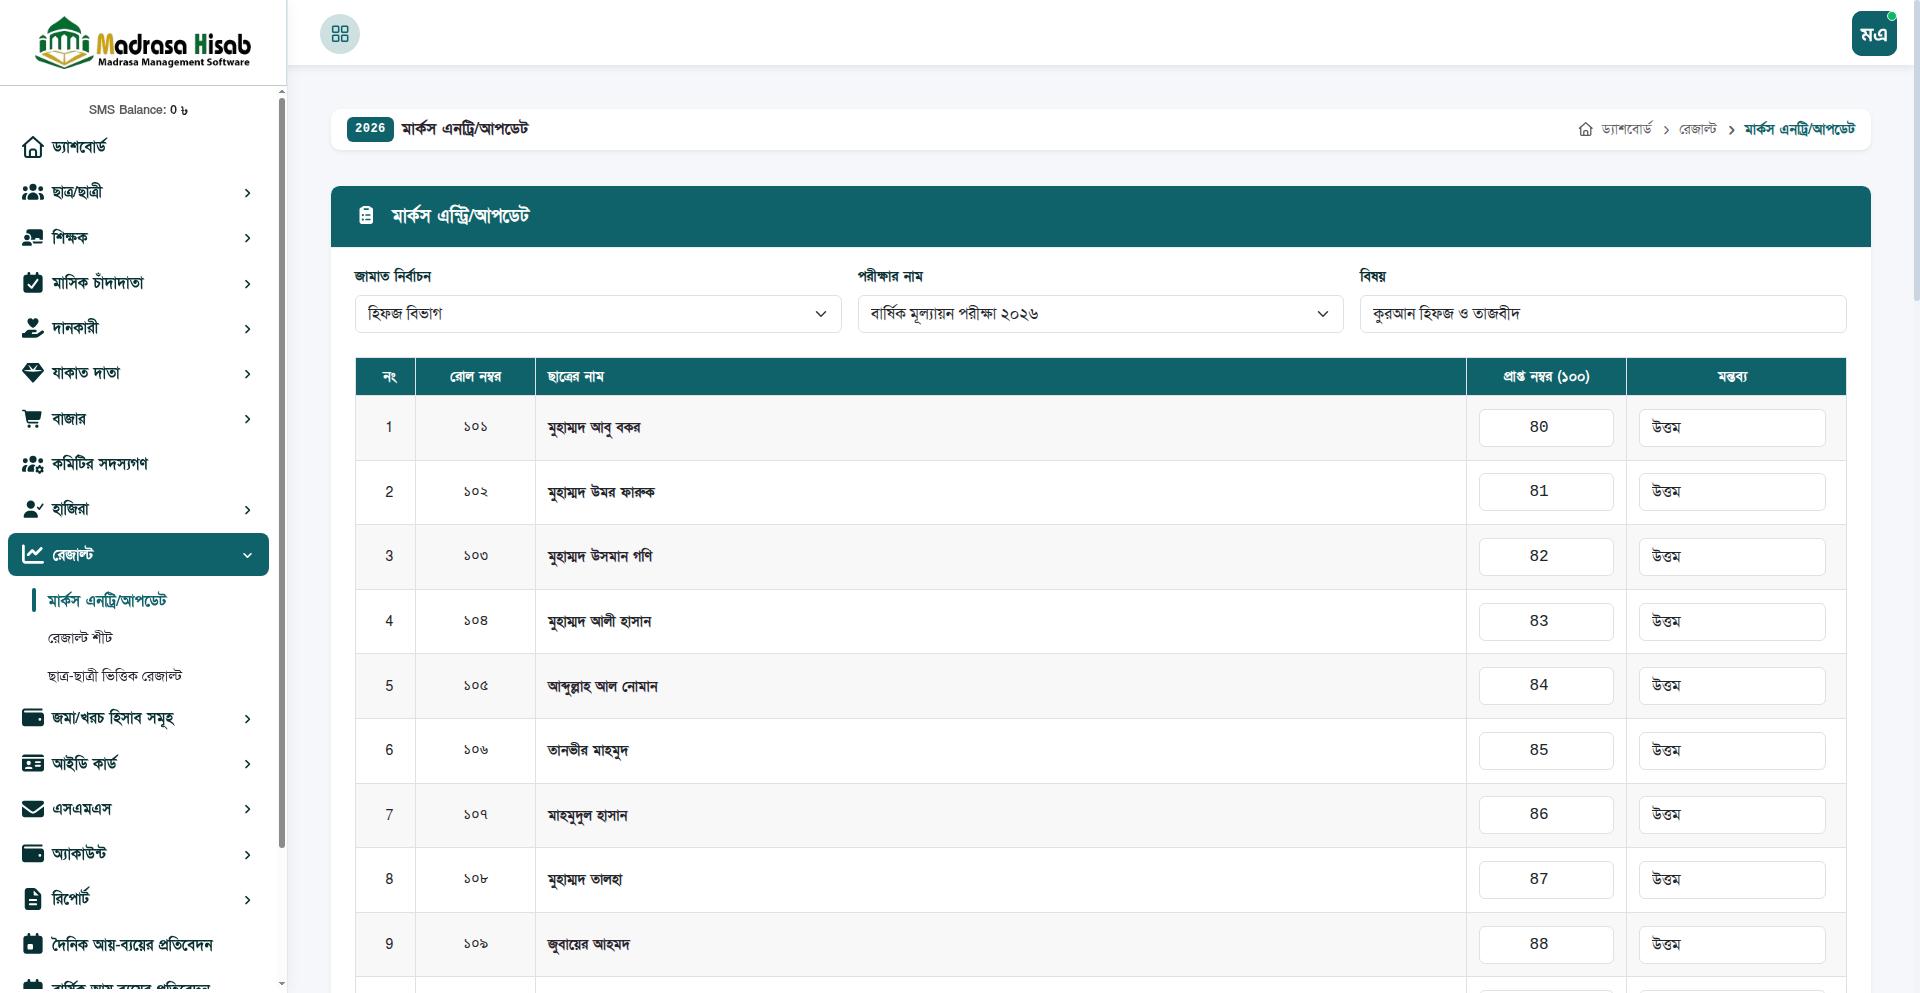 Madrasa Hisab
Madrasa Management Software
মএ
SMS Balance: 0 ৳
ড্যাশবোর্ড
ছাত্র/ছাত্রী
শিক্ষক
মাসিক চাঁদাদাতা
দানকারী
যাকাত দাতা
বাজার
কমিটির সদস্যগণ
হাজিরা
রেজাল্ট
মার্কস এনট্রি/আপডেট
রেজাল্ট শীট
ছাত্র-ছাত্রী ভিত্তিক রেজাল্ট
জমা/খরচ হিসাব সমূহ
আইডি কার্ড
এসএমএস
অ্যাকাউন্ট
রিপোর্ট
দৈনিক আয়-ব্যয়ের প্রতিবেদন
2026 মার্কস এনট্রি/আপডেট
ড্যাশবোর্ড › রেজাল্ট › মার্কস এনট্রি/আপডেট
মার্কস এন্ট্রি/আপডেট
জামাত নির্বাচন পরীক্ষার নাম বিষয়
হিফজ বিভাগ বার্ষিক মূল্যায়ন পরীক্ষা ২০২৬ কুরআন হিফজ ও তাজবীদ
নং রোল নম্বর ছাত্রের নাম প্রাপ্ত নম্বর (১০০) মন্তব্য
1 ১০১ মুহাম্মদ আবু বকর 80 উত্তম
2 ১০২ মুহাম্মদ উমর ফারুক 81 উত্তম
3 ১০৩ মুহাম্মদ উসমান গণি 82 উত্তম
4 ১০৪ মুহাম্মদ আলী হাসান 83 উত্তম
5 ১০৫ আব্দুল্লাহ আল নোমান 84 উত্তম
6 ১০৬ তানভীর মাহমুদ 85 উত্তম
7 ১০৭ মাহমুদুল হাসান 86 উত্তম
8 ১০৮ মুহাম্মদ তালহা 87 উত্তম
9 ১০৯ জুবায়ের আহমদ 88 উত্তম